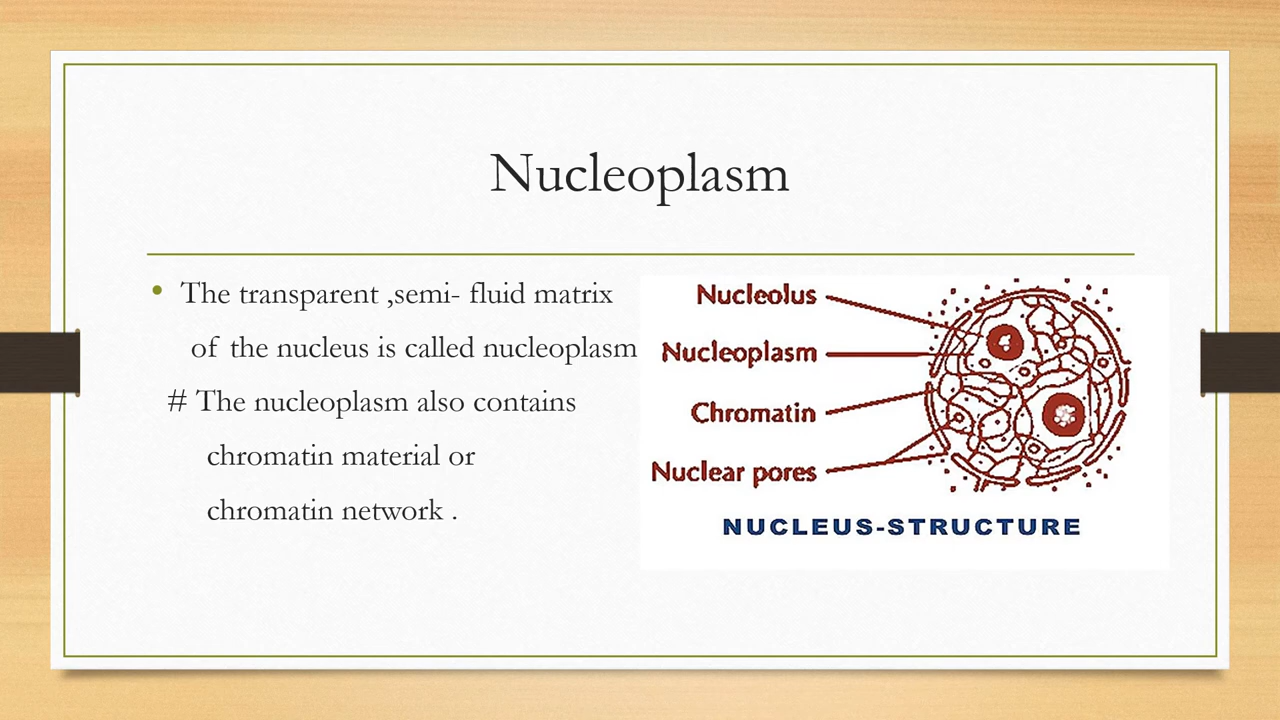 Nucleoplasm
• The transparent ,semi- fluid matrix
of the nucleus is called nucleoplasm
# The nucleoplasm also contains
chromatin material or
chromatin network .
Nucleolus
Nucleoplasm
Chromatin
Nuclear pores
NUCLEUS-STRUCTURE